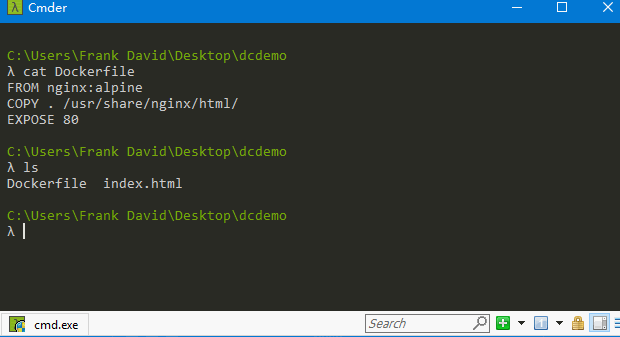 λ Cmder
C:\Users\Frank David\Desktop\dcdemo
λ cat Dockerfile
FROM nginx:alpine
COPY . /usr/share/nginx/html/
EXPOSE 80
C:\Users\Frank David\Desktop\dcdemo
λ ls
Dockerfile  index.html
C:\Users\Frank David\Desktop\dcdemo
λ
cmd.exe
Search
1